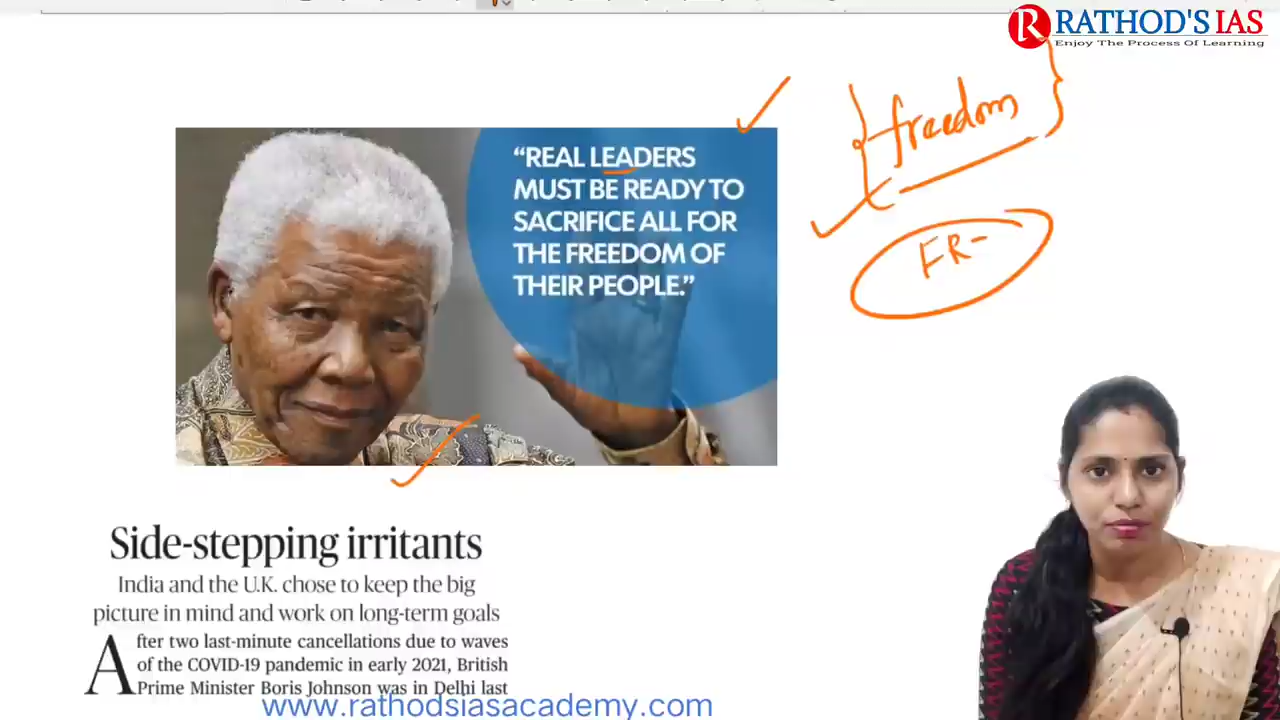 RATHOD'S IAS
Enjoy The Process Of Learning
freedom
FR-
“REAL LEADERS
MUST BE READY TO
SACRIFICE ALL FOR
THE FREEDOM OF
THEIR PEOPLE.”
Side-stepping irritants
India and the U.K. chose to keep the big
picture in mind and work on long-term goals
After two last-minute cancellations due to waves
of the COVID-19 pandemic in early 2021, British
Prime Minister Boris Johnson was in Delhi last
www.rathodsiasacademy.com